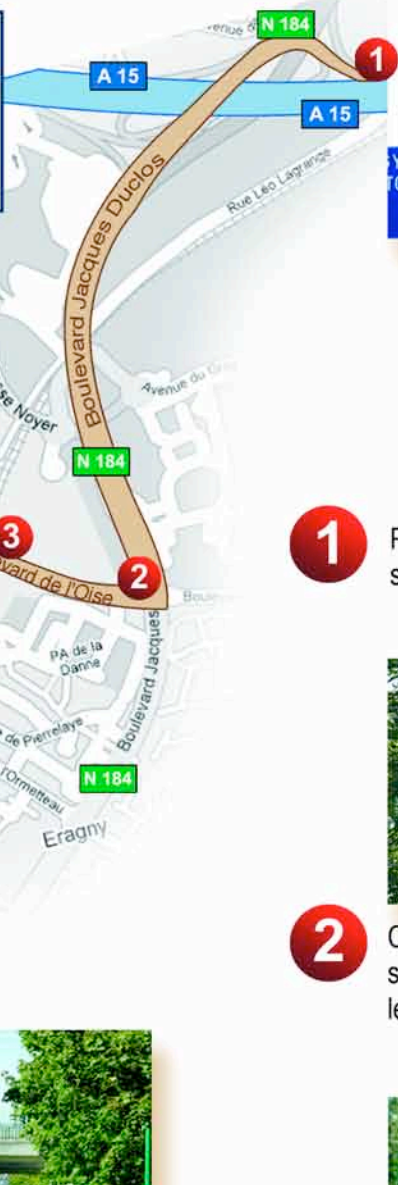 N 184
1
A 15
A 15
Boulevard Jacques Duclos
Rue Léo Lagrange
Avenue du
Noyer
N 184
3
2
de l'Oise
PA de la
Danne
Boulevard Jacques
de Pierrelaye
l'Ormetteau
N 184
Eragny
1
2